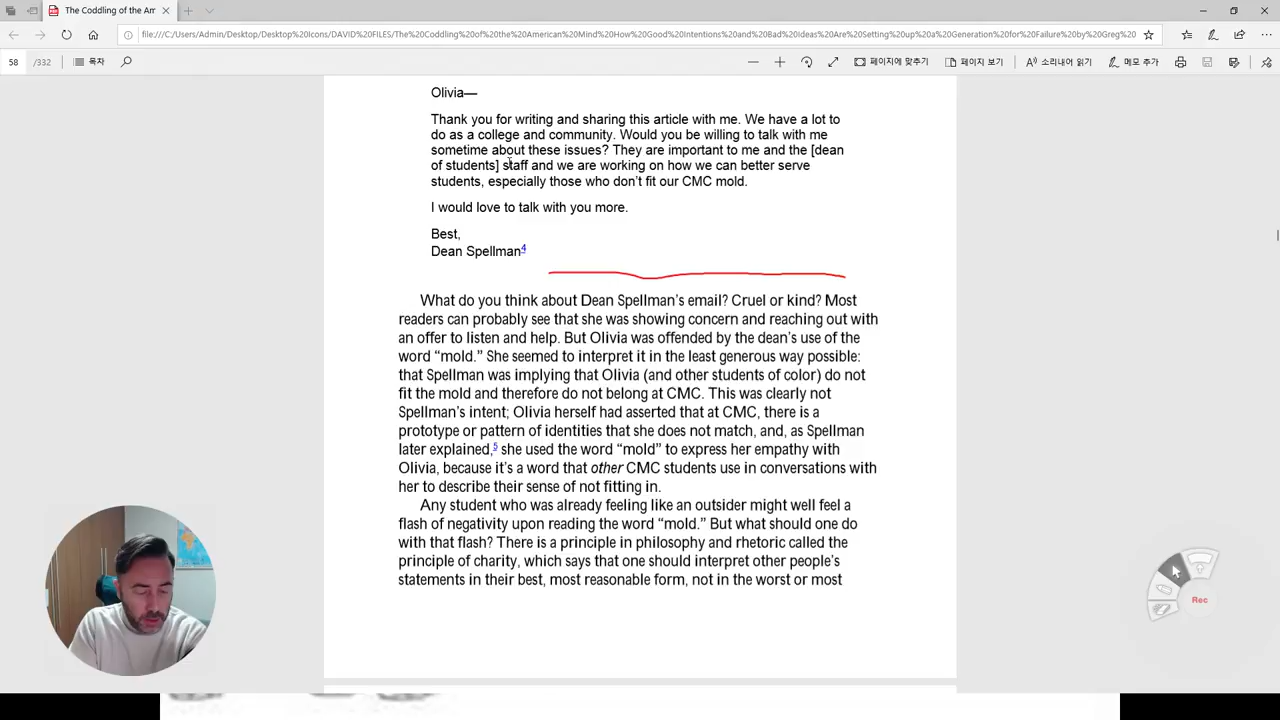 The Coddling of the Am
file:///C:/Users/Admin/Desktop/Desktop%20Icons/DAVID%20FILES/The%20Coddling%20of%20the%20American%20Mind%20How%20Good%20Intentions%20and%20Bad%20Ideas%20Are%20Setting%20up%20a%20Generation%20for%20Failure%20by%20Greg%20
58 /332 목차 페이지에 맞추기 페이지 보기 소리내어 읽기 메모 추가
Olivia—
Thank you for writing and sharing this article with me. We have a lot to
do as a college and community. Would you be willing to talk with me
sometime about these issues? They are important to me and the [dean
of students] staff and we are working on how we can better serve
students, especially those who don’t fit our CMC mold.
I would love to talk with you more.
Best,
Dean Spellman4
What do you think about Dean Spellman’s email? Cruel or kind? Most
readers can probably see that she was showing concern and reaching out with
an offer to listen and help. But Olivia was offended by the dean’s use of the
word “mold.” She seemed to interpret it in the least generous way possible:
that Spellman was implying that Olivia (and other students of color) do not
fit the mold and therefore do not belong at CMC. This was clearly not
Spellman’s intent; Olivia herself had asserted that at CMC, there is a
prototype or pattern of identities that she does not match, and, as Spellman
later explained,5 she used the word “mold” to express her empathy with
Olivia, because it’s a word that other CMC students use in conversations with
her to describe their sense of not fitting in.
Any student who was already feeling like an outsider might well feel a
flash of negativity upon reading the word “mold.” But what should one do
with that flash? There is a principle in philosophy and rhetoric called the
principle of charity, which says that one should interpret other people’s
statements in their best, most reasonable form, not in the worst or most
Rec